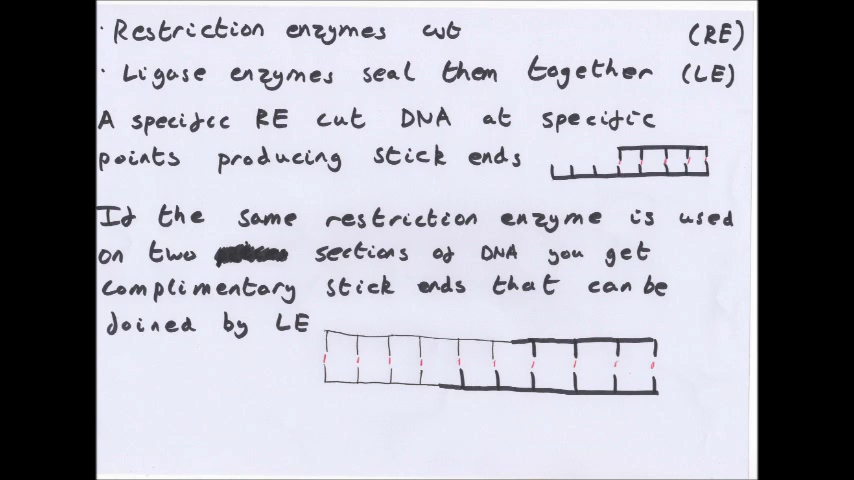 · Restriction enzymes cut (RE)
· Ligase enzymes seal them together (LE)
A specific RE cut DNA at specific
points producing stick ends
If the same restriction enzyme is used
on two sections of DNA you get
complimentary stick ends that can be
Joined by LE